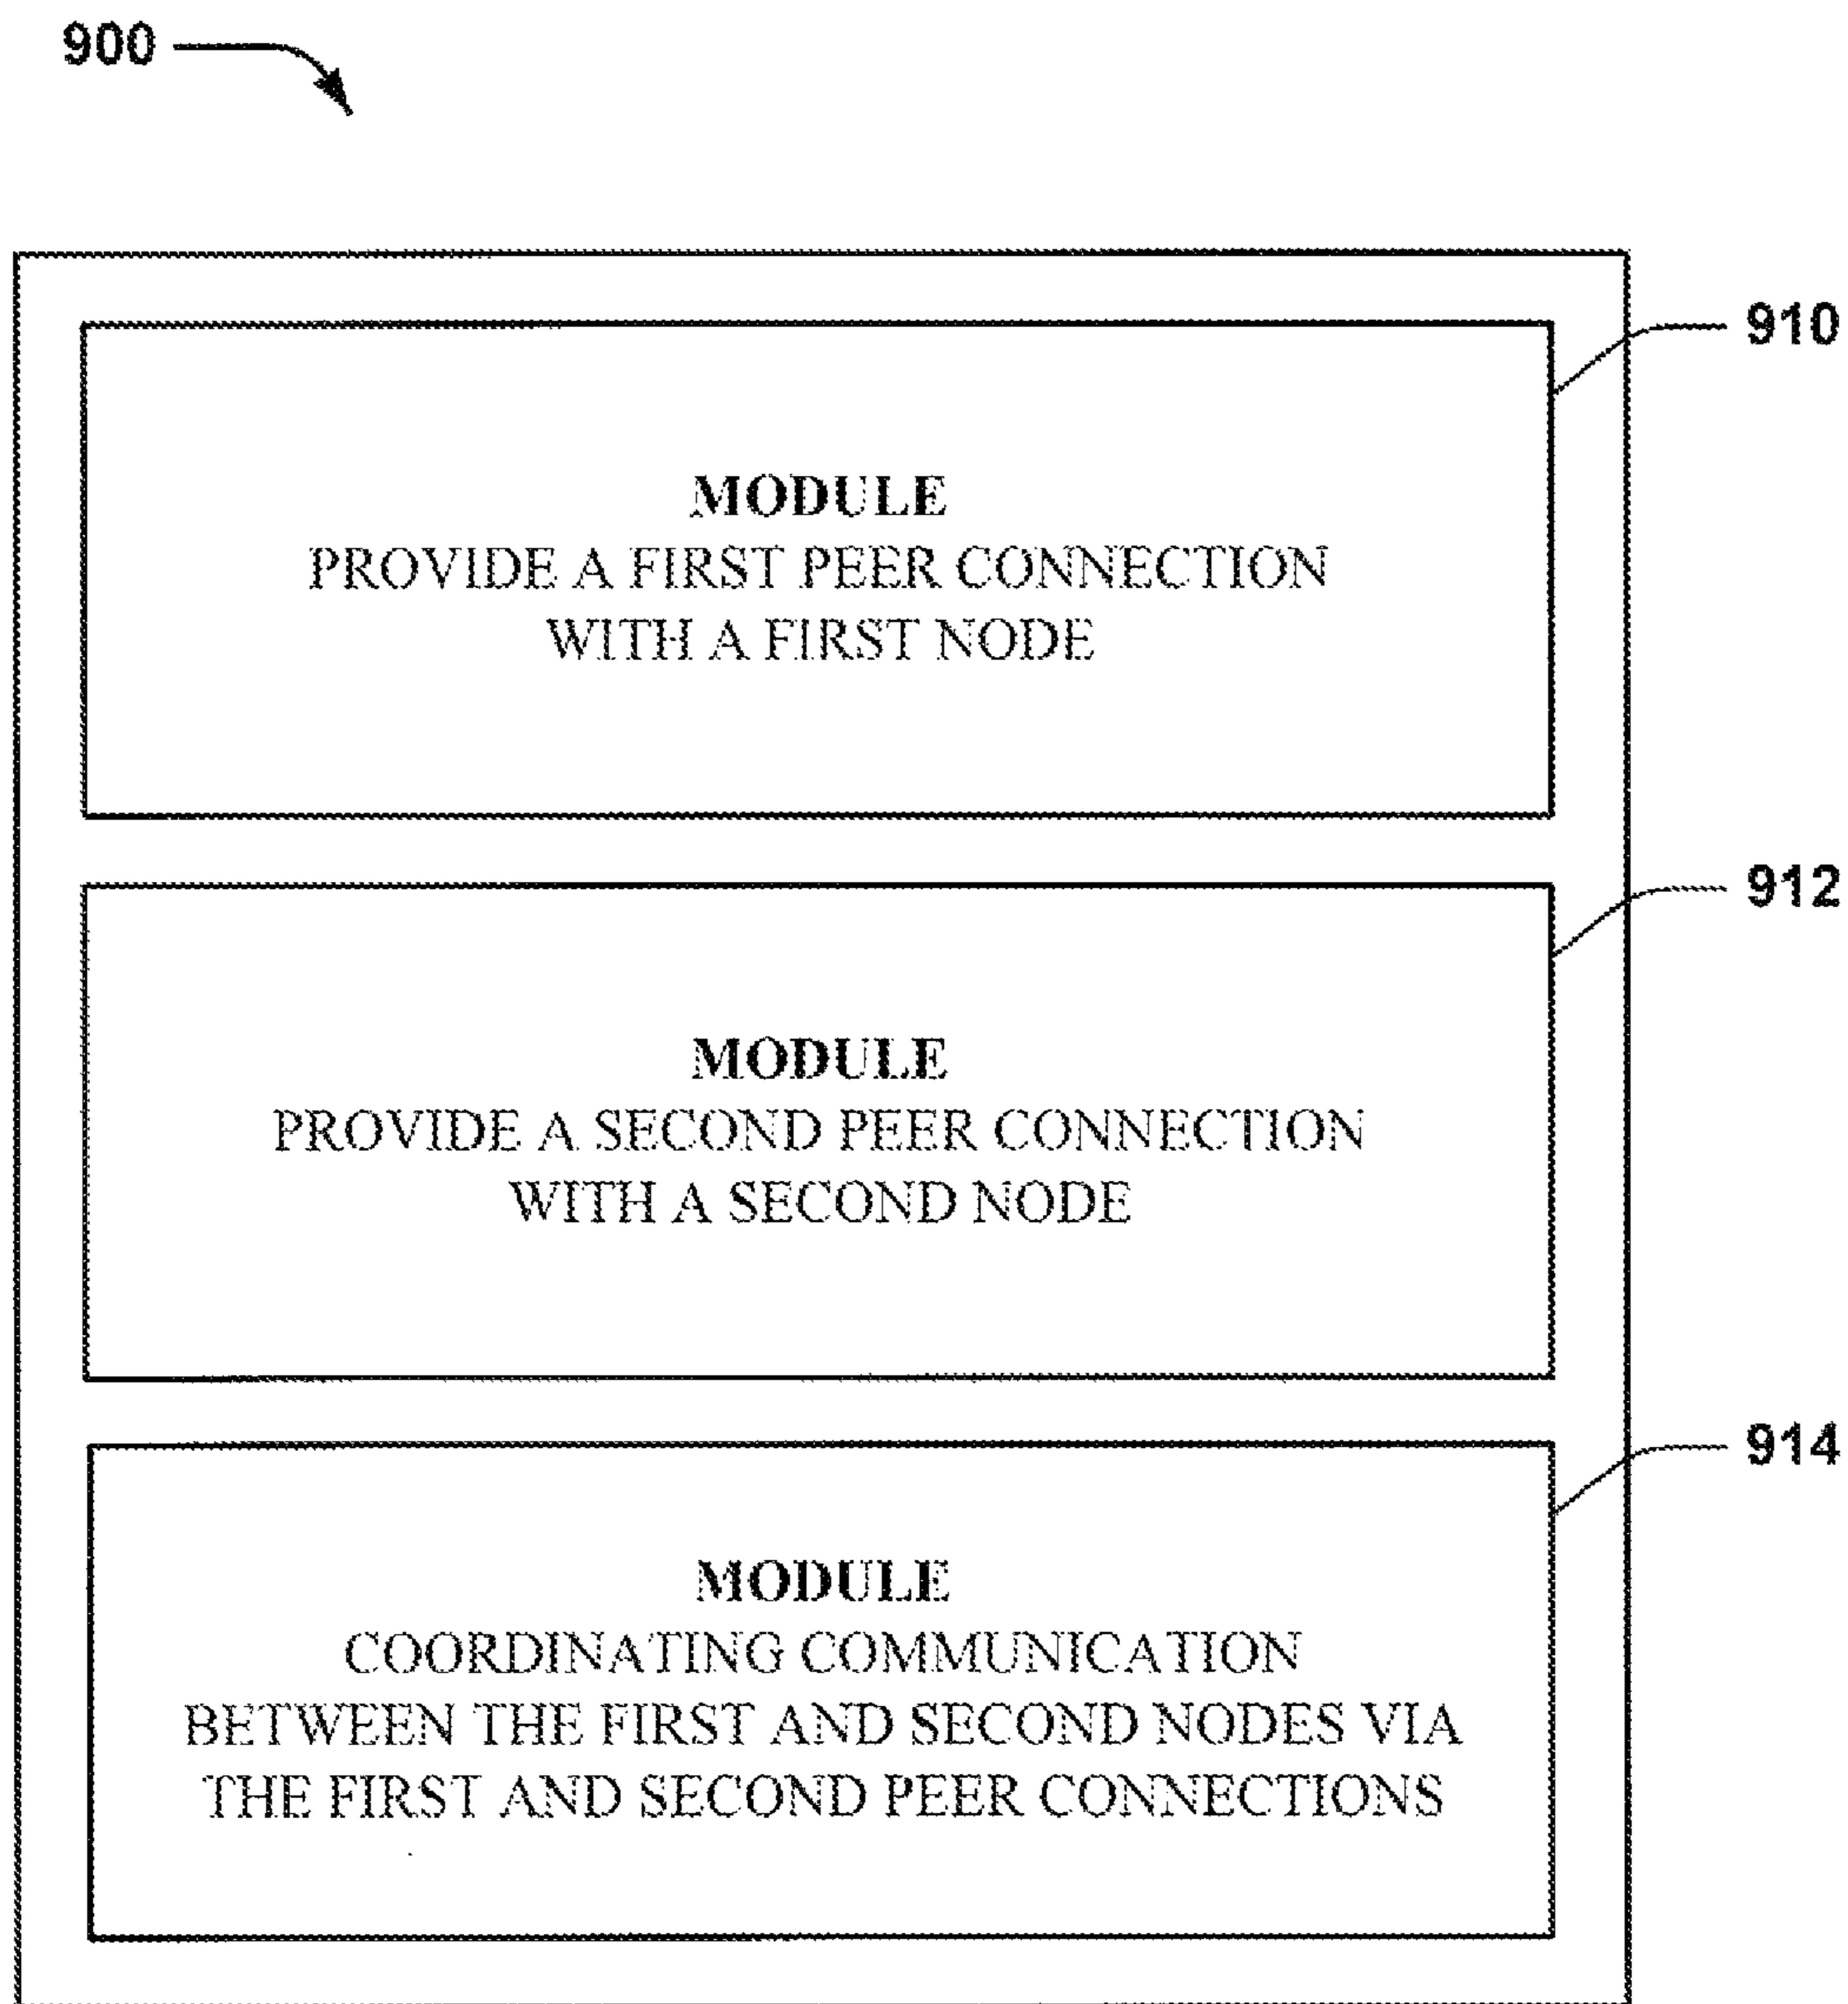 900
910
MODULE
PROVIDE A FIRST PEER CONNECTION
WITH A FIRST NODE
912
MODULE
PROVIDE A SECOND PEER CONNECTION
WITH A SECOND NODE
914
MODULE
COORDINATING COMMUNICATION
BETWEEN THE FIRST AND SECOND NODES VIA
THE FIRST AND SECOND PEER CONNECTIONS